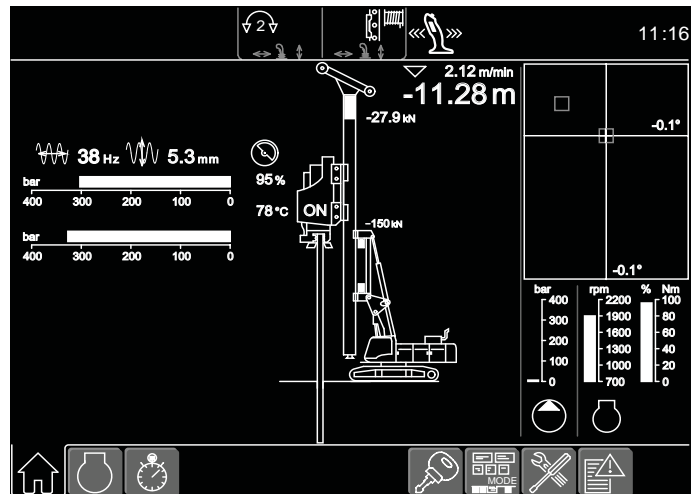 2
11:16
2.12 m/min
-11.28 m
-27.9 kN
-0.1°
38 Hz 5.3 mm
95 %
bar
400 300 200 100 0
78 °C
ON
-150 kN
bar
400 300 200 100 0
-0.1°
bar rpm % Nm
400 2200 100
300 1900 80
200 1600 60
1300 40
100 1000 20
0 700 0
MODE